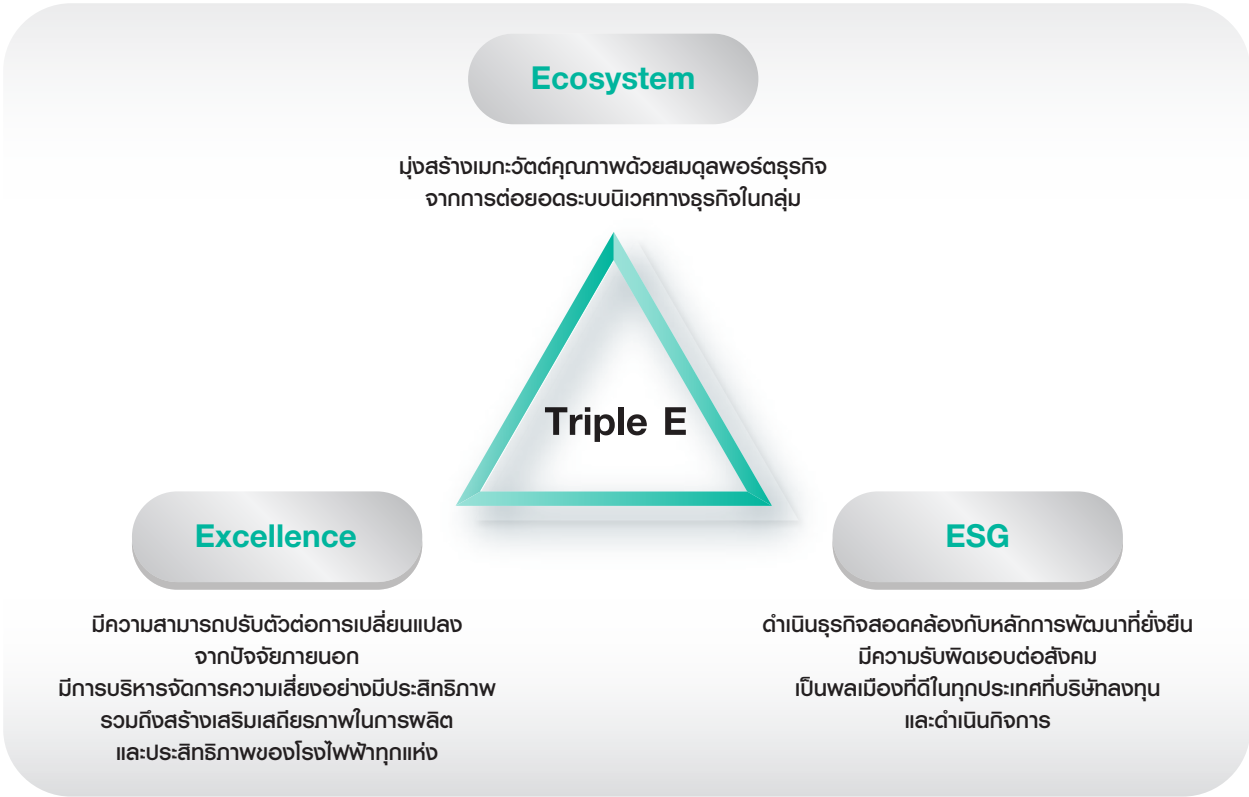 Ecosystem
มุ่งสร้างเมกะวัตต์คุณภาพด้วยสมดุลพอร์ตธุรกิจ
จากการต่อยอดระบบนิเวศทางธุรกิจในกลุ่ม
Triple E
Excellence
มีความสามารถปรับตัวต่อการเปลี่ยนแปลง
จากปัจจัยภายนอก
มีการบริหารจัดการความเสี่ยงอย่างมีประสิทธิภาพ
รวมถึงสร้างเสริมเสถียรภาพในการผลิต
และประสิทธิภาพของโรงไฟฟ้าทุกแห่ง
ESG
ดำเนินธุรกิจสอดคล้องกับหลักการพัฒนาที่ยั่งยืน
มีความรับผิดชอบต่อสังคม
เป็นพลเมืองที่ดีในทุกประเทศที่บริษัทลงทุน
และดำเนินกิจการ